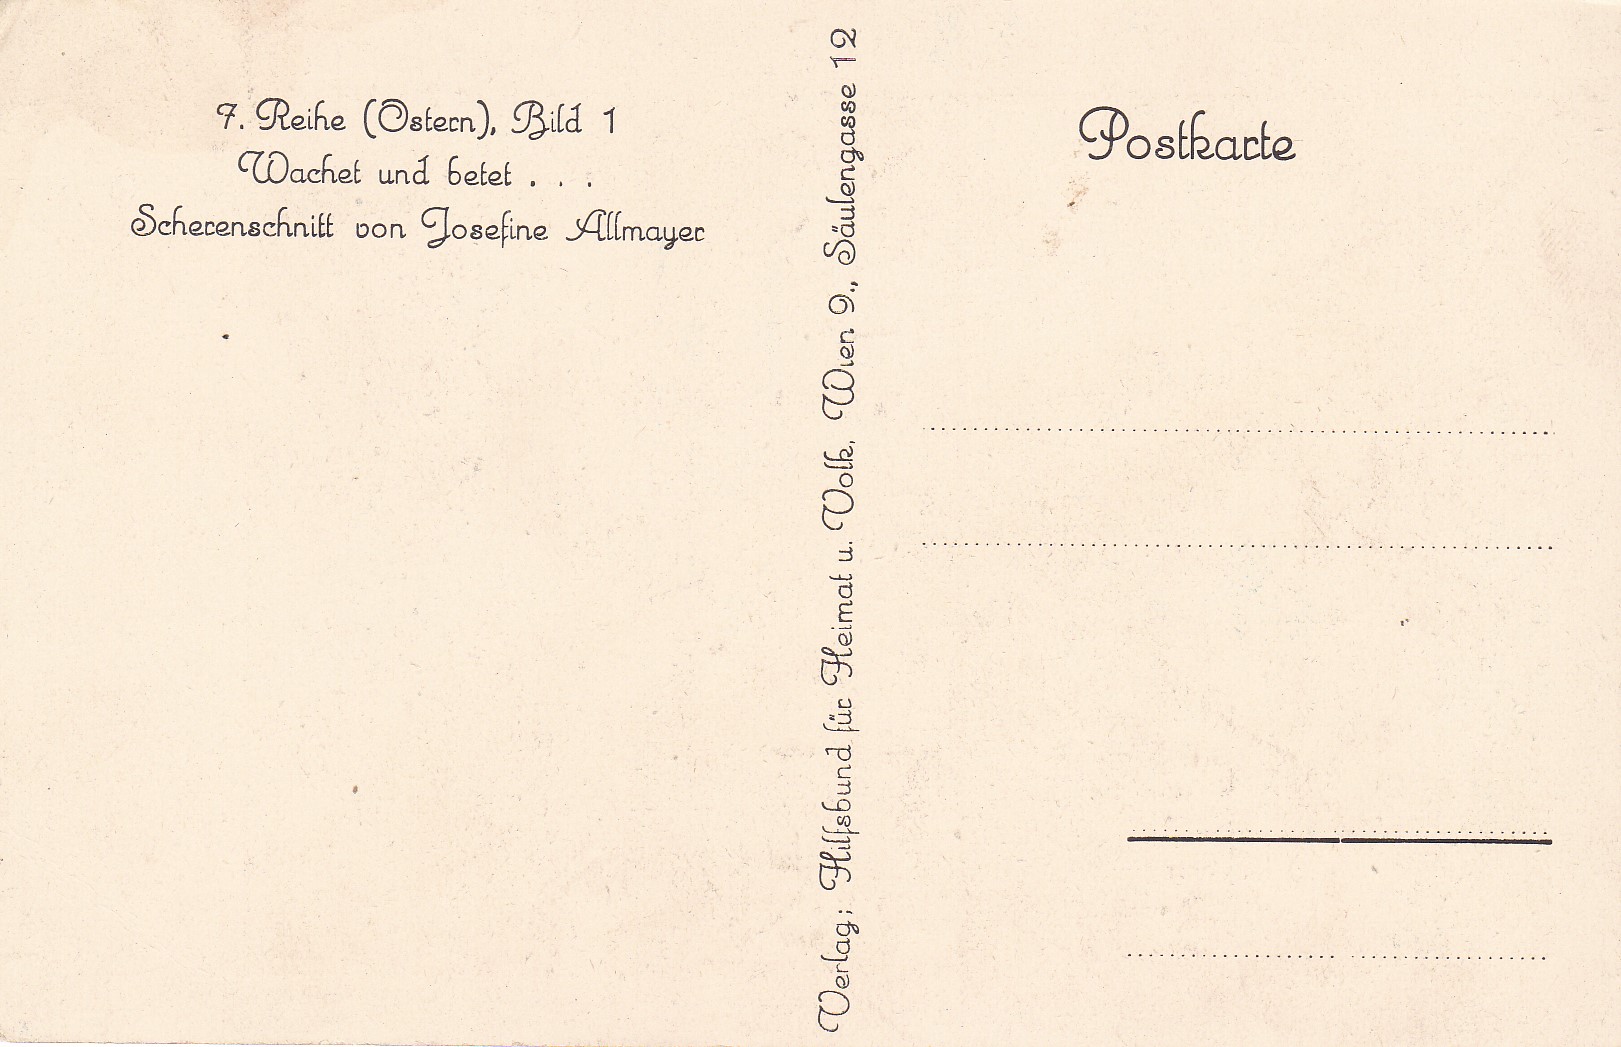 7. Reihe (Ostern), Bild 1
Wachet und betet . . .
Scherenschnitt von Josefine Allmayer
Verlag: Hilfsbund für Heimat u. Volk, Wien 9., Säulengasse 12
Postkarte